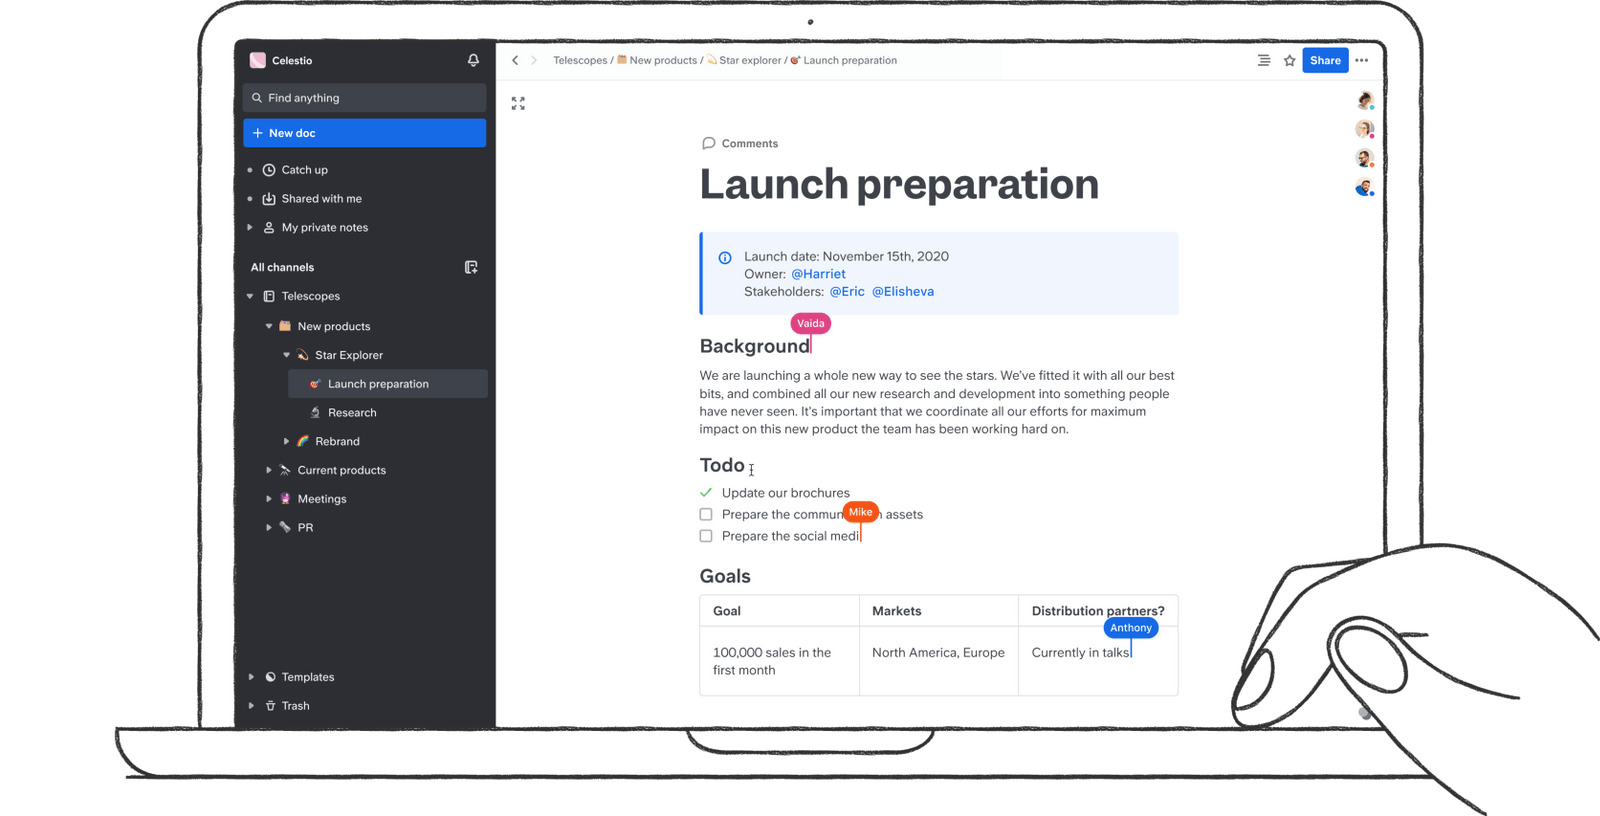 Celestio
Find anything
New doc
Catch up
Shared with me
My private notes
All channels
Telescopes
New products
Star Explorer
Launch preparation
Research
Rebrand
Current products
Meetings
PR
Templates
Trash
Telescopes / New products / Star explorer / Launch preparation
Share
Comments
Launch preparation
Launch date: November 15th, 2020
Owner: @Harriet
Stakeholders: @Eric @Elisheva
Vaida
Background
We are launching a whole new way to see the stars. We've fitted it with all our best
bits, and combined all our new research and development into something people
have never seen. It's important that we coordinate all our efforts for maximum
impact on this new product the team has been working hard on.
Todo
Update our brochures
Prepare the commun n assets
Mike
Prepare the social medi
Goals
Goal Markets Distribution partners?
Anthony
100,000 sales in the North America, Europe Currently in talks
first month